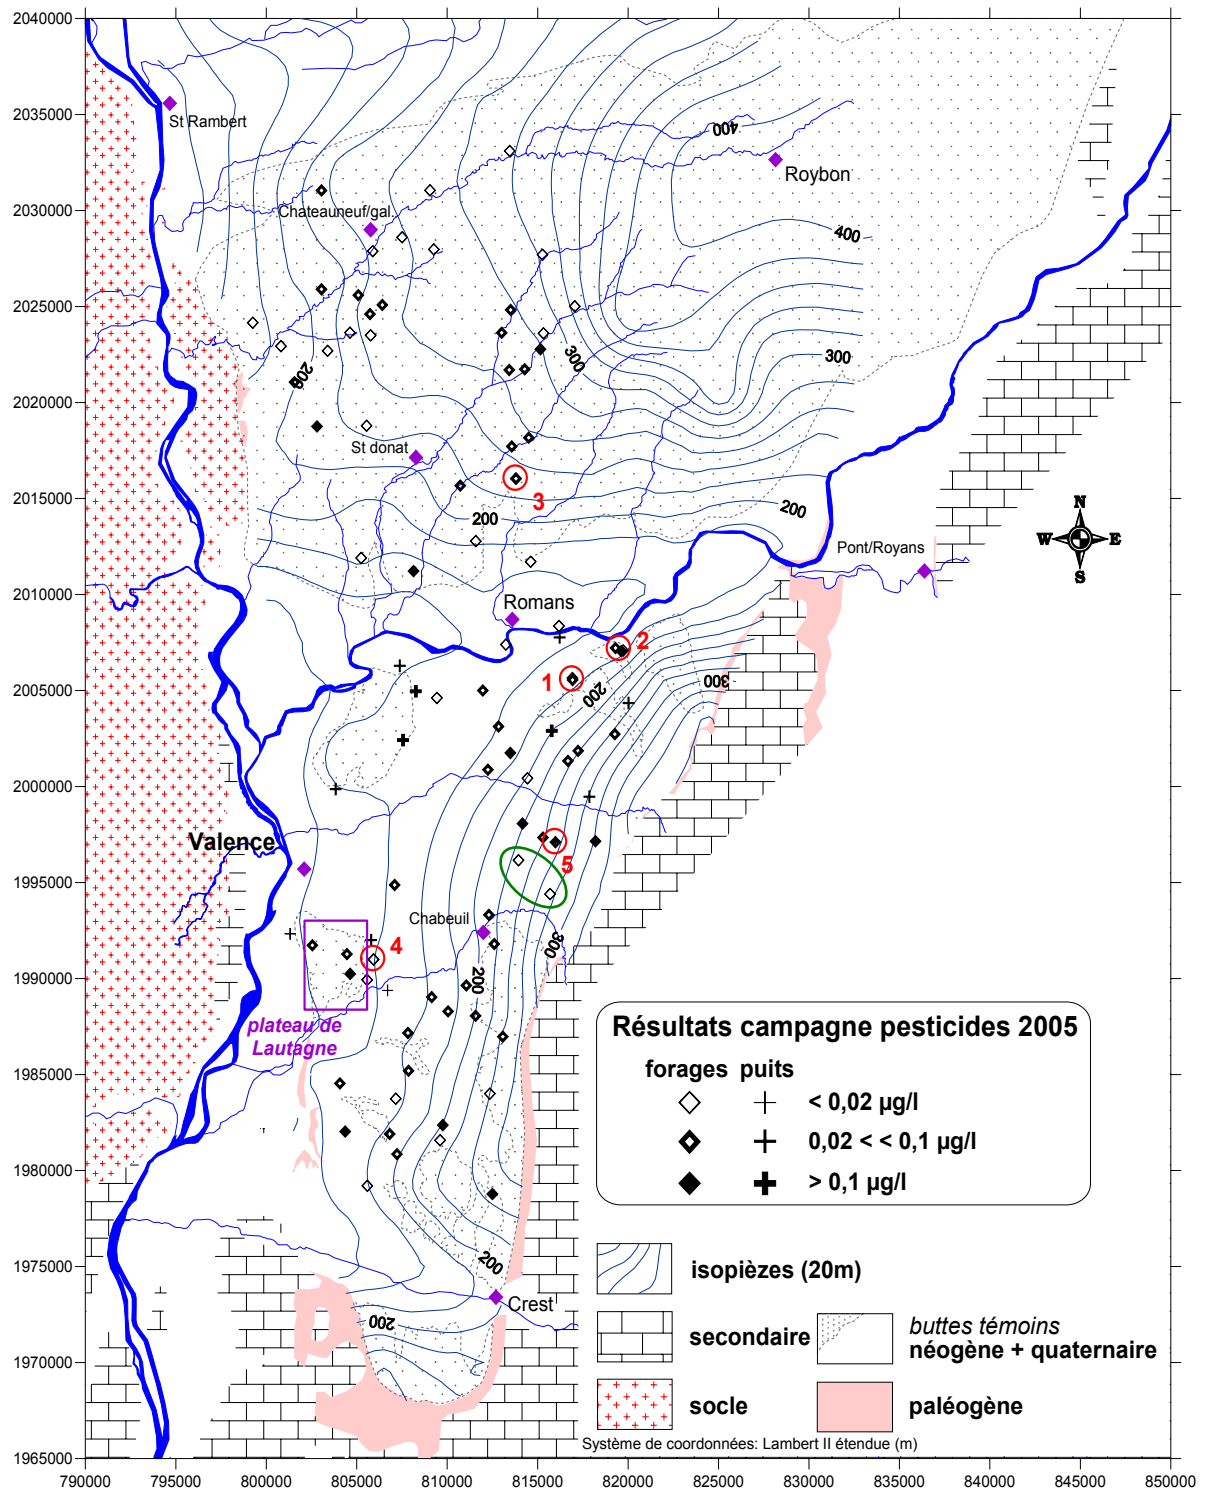 2040000
2035000
2030000
2025000
2020000
2015000
2010000
2005000
2000000
1995000
1990000
1985000
1980000
1975000
1970000
1965000
St Rambert
400
Roybon
Chateauneuf/gal.
400
300
300
200
St donat
3
200
200
N
W E
S
Pont/Royans
Romans
2
1
200
300
Valence
5
Chabeuil
300
4
200
plateau de
Lautagne
Résultats campagne pesticides 2005
forages puits
< 0,02 µg/l
0,02 < < 0,1 µg/l
> 0,1 µg/l
200
Crest
200
isopièzes (20m)
secondaire
buttes témoins
néogène + quaternaire
socle
paléogène
Système de coordonnées: Lambert II étendue (m)
790000 795000 800000 805000 810000 815000 820000 825000 830000 835000 840000 845000 850000